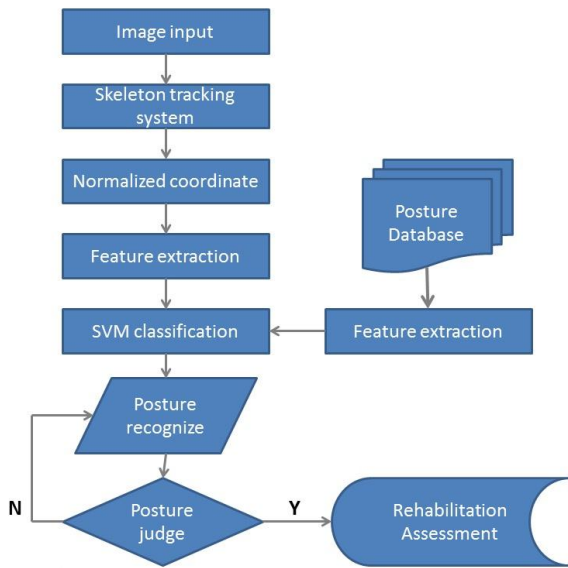 Image input
Skeleton tracking
system
Normalized coordinate
Feature extraction
SVM classification
Posture
Database
Feature extraction
Posture
recognize
N
Posture
judge
Y
Rehabilitation
Assessment